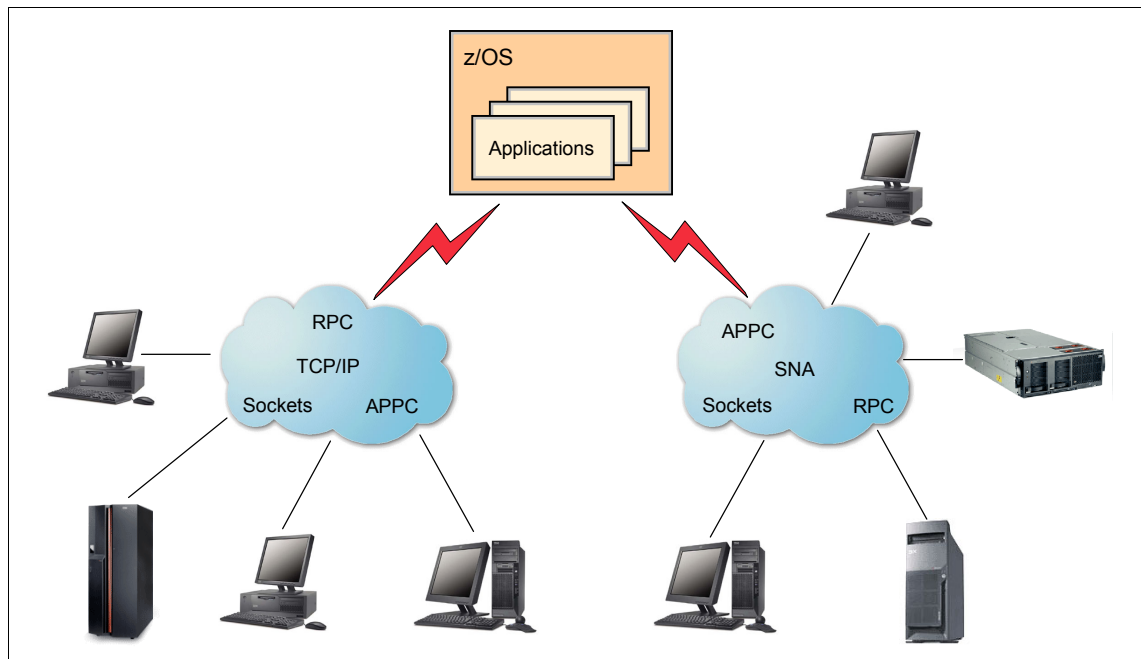 z/OS
Applications
RPC
TCP/IP
Sockets
APPC
APPC
SNA
Sockets
RPC